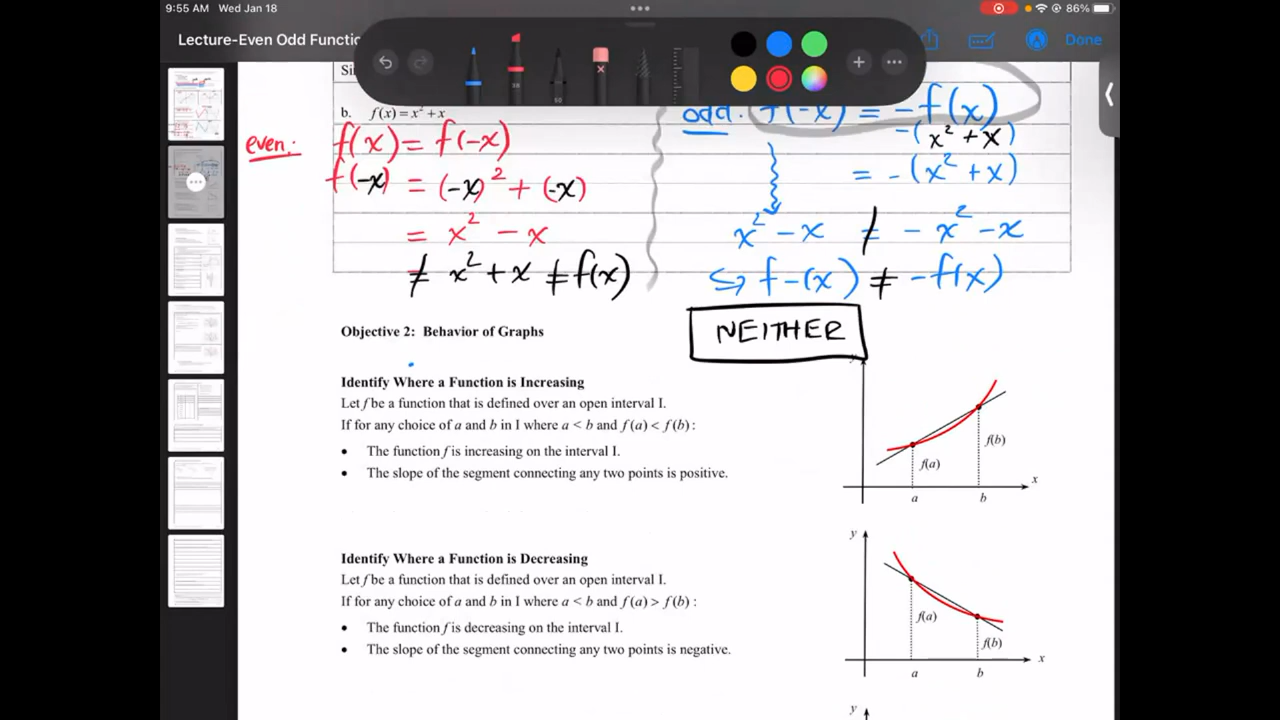 9:55 AM Wed Jan 18
86%
Lecture-Even Odd Functio
Done
b. f(x) = x² + x
even:
f(x) = f(-x)
f(-x) = (-x)² + (-x)
= x² - x
≠ x² + x ≠ f(x)
odd: f(-x) = -f(x)
-(x² + x)
= -(x² + x)
x² - x ≠ -x² - x
↪ f-(x) ≠ -f(x)
NEITHER
Objective 2: Behavior of Graphs
Identify Where a Function is Increasing
Let f be a function that is defined over an open interval I.
If for any choice of a and b in I where a < b and f(a) < f(b) :
• The function f is increasing on the interval I.
• The slope of the segment connecting any two points is positive.
y
f(b)
f(a)
x
a b
Identify Where a Function is Decreasing
Let f be a function that is defined over an open interval I.
If for any choice of a and b in I where a < b and f(a) > f(b) :
• The function f is decreasing on the interval I.
• The slope of the segment connecting any two points is negative.
y
f(a)
f(b)
x
a b
y